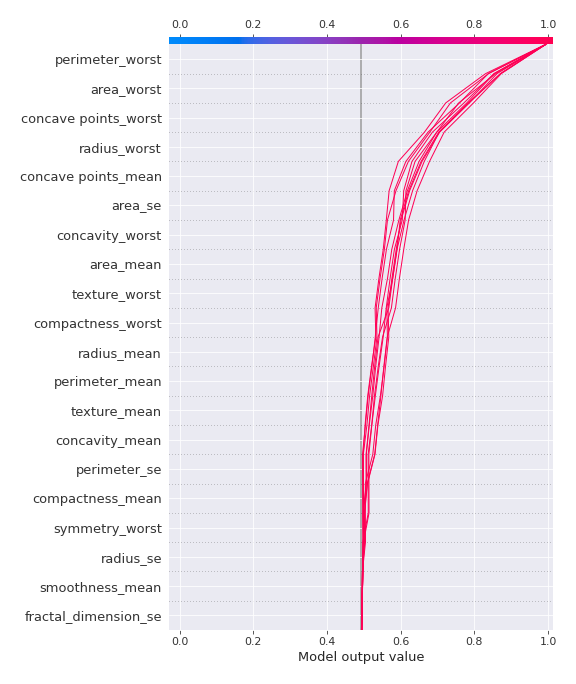 0.0 0.2 0.4 0.6 0.8 1.0
perimeter_worst
area_worst
concave points_worst
radius_worst
concave points_mean
area_se
concavity_worst
area_mean
texture_worst
compactness_worst
radius_mean
perimeter_mean
texture_mean
concavity_mean
perimeter_se
compactness_mean
symmetry_worst
radius_se
smoothness_mean
fractal_dimension_se
0.0 0.2 0.4 0.6 0.8 1.0
Model output value